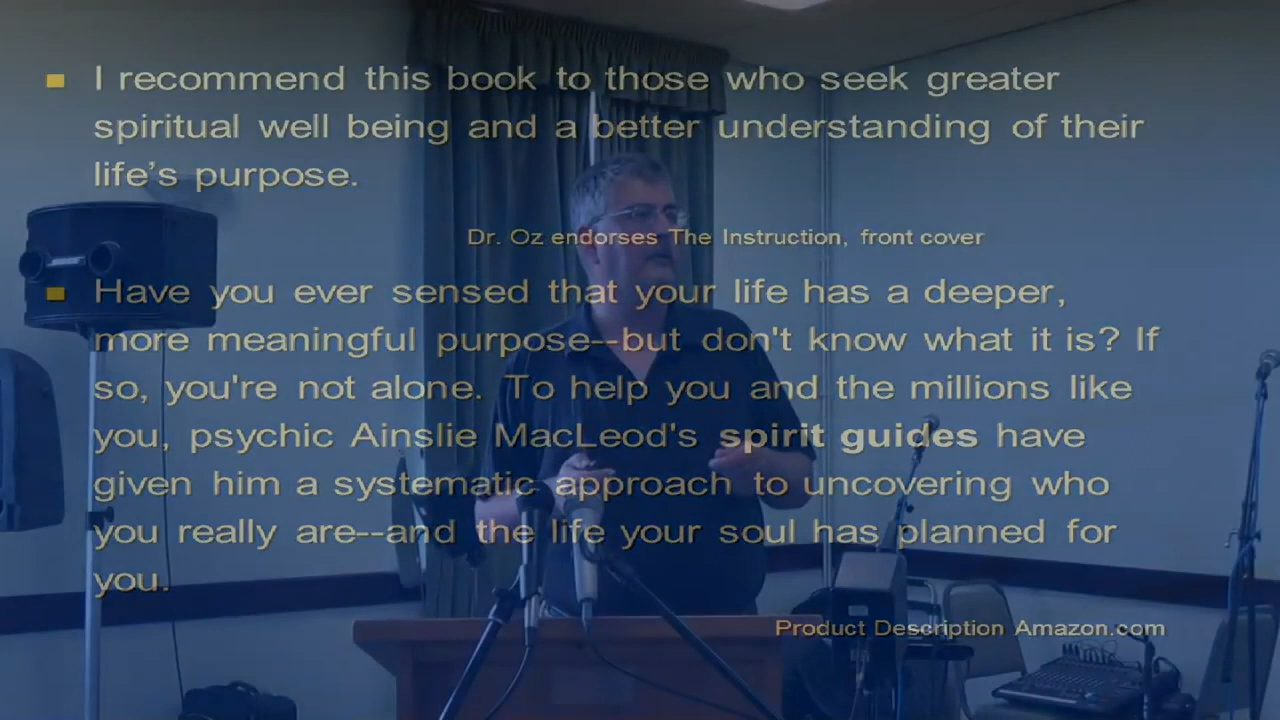 I recommend this book to those who seek greater
spiritual well being and a better understanding of their
life's purpose.
Dr. Oz endorses The Instruction, front cover
Have you ever sensed that your life has a deeper,
more meaningful purpose--but don't know what it is? If
so, you're not alone. To help you and the millions like
you, psychic Ainslie MacLeod's spirit guides have
given him a systematic approach to uncovering who
you really are--and the life your soul has planned for
you.
Product Description Amazon.com